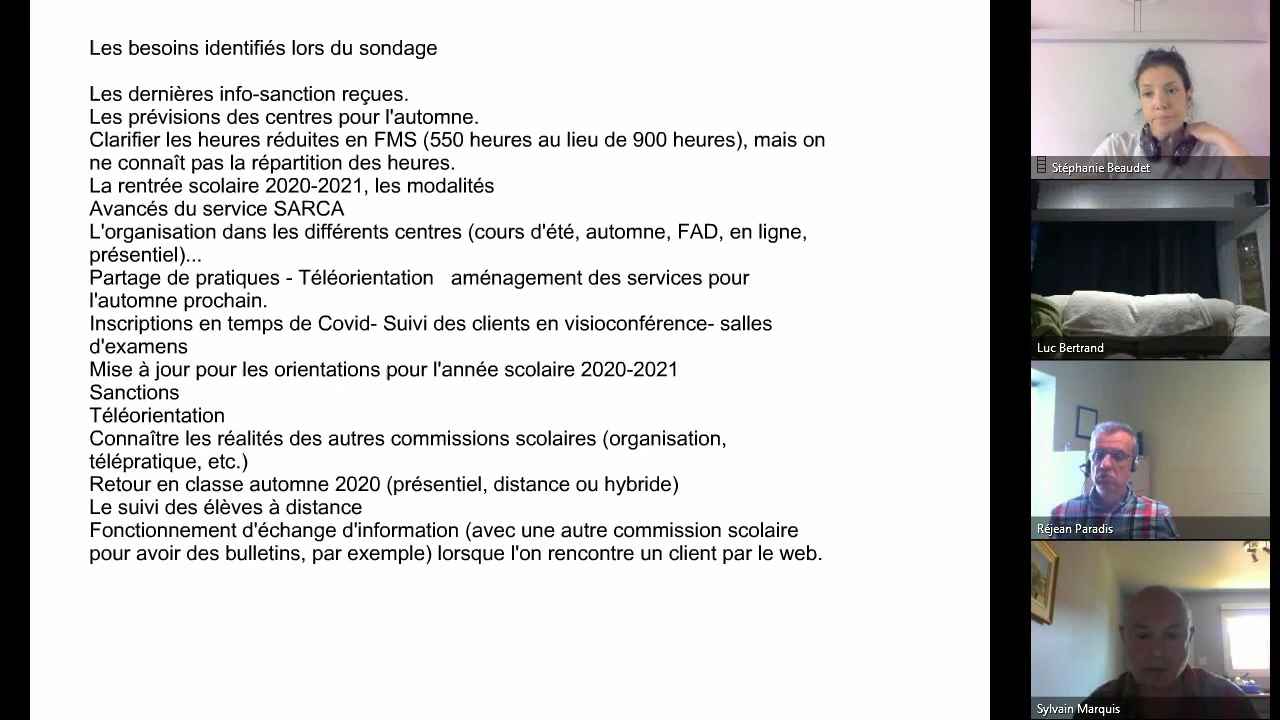 Les besoins identifiés lors du sondage
Les dernières info-sanction reçues.
Les prévisions des centres pour l'automne.
Clarifier les heures réduites en FMS (550 heures au lieu de 900 heures), mais on
ne connaît pas la répartition des heures.
La rentrée scolaire 2020-2021, les modalités
Avancés du service SARCA
L'organisation dans les différents centres (cours d'été, automne, FAD, en ligne,
présentiel)...
Partage de pratiques - Téléorientation   aménagement des services pour
l'automne prochain.
Inscriptions en temps de Covid- Suivi des clients en visioconférence- salles
d'examens
Mise à jour pour les orientations pour l'année scolaire 2020-2021
Sanctions
Téléorientation
Connaître les réalités des autres commissions scolaires (organisation,
télépratique, etc.)
Retour en classe automne 2020 (présentiel, distance ou hybride)
Le suivi des élèves à distance
Fonctionnement d'échange d'information (avec une autre commission scolaire
pour avoir des bulletins, par exemple) lorsque l'on rencontre un client par le web.
Stéphanie Beaudet
Luc Bertrand
Réjean Paradis
Sylvain Marquis